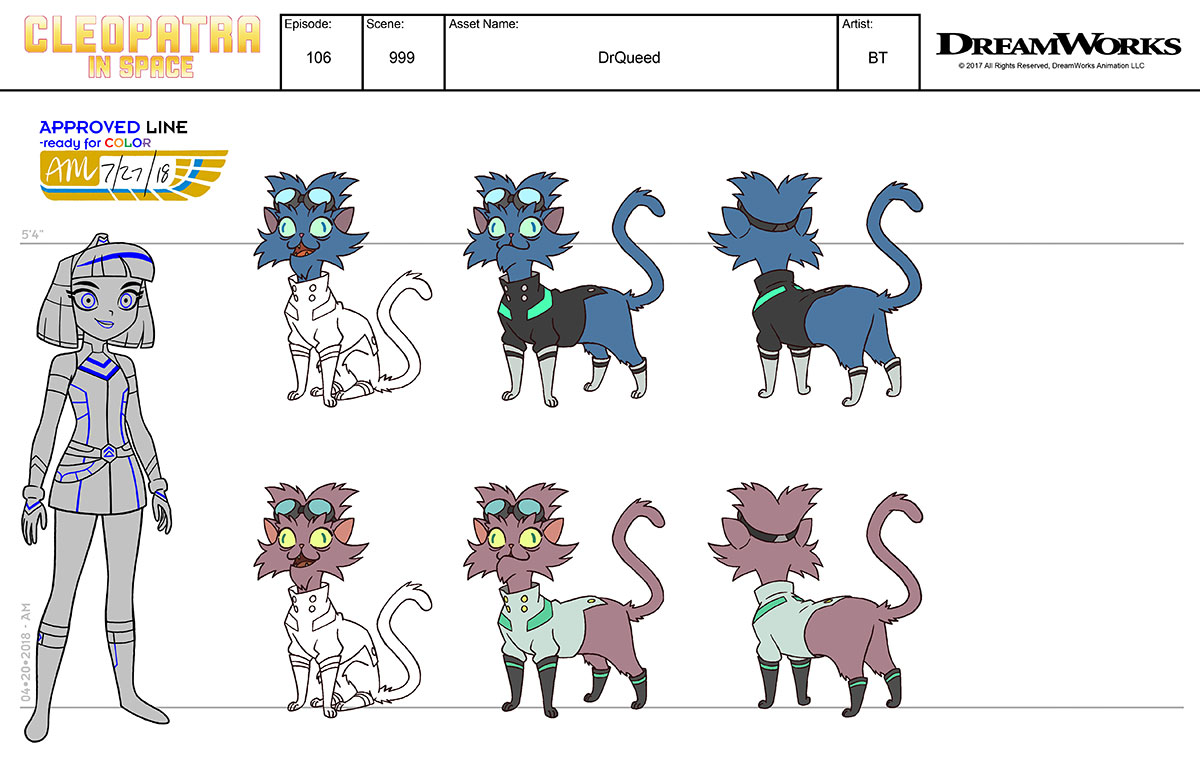 CLEOPATRA
IN SPACE
Episode:
106
Scene:
999
Asset Name:
DrQueed
Artist:
BT
DREAMWORKS
© 2017 All Rights Reserved, DreamWorks Animation LLC
APPROVED LINE
-ready for COLOR
AM 7/27/18
5'4"
04•20•2018 - AM